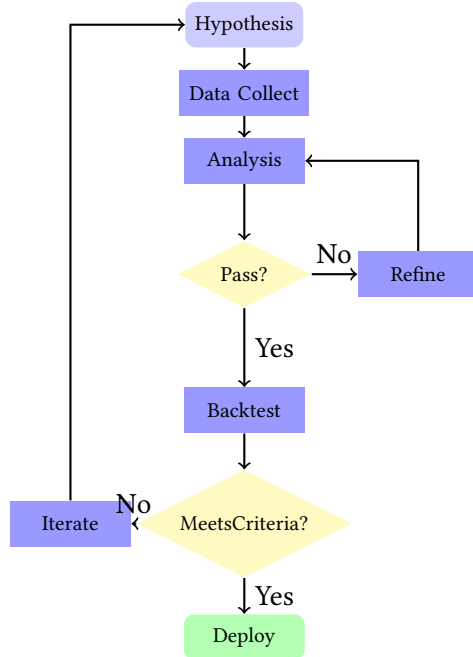 Hypothesis
Data Collect
Analysis
Pass?
No
Refine
Yes
Backtest
No
Iterate
MeetsCriteria?
Yes
Deploy